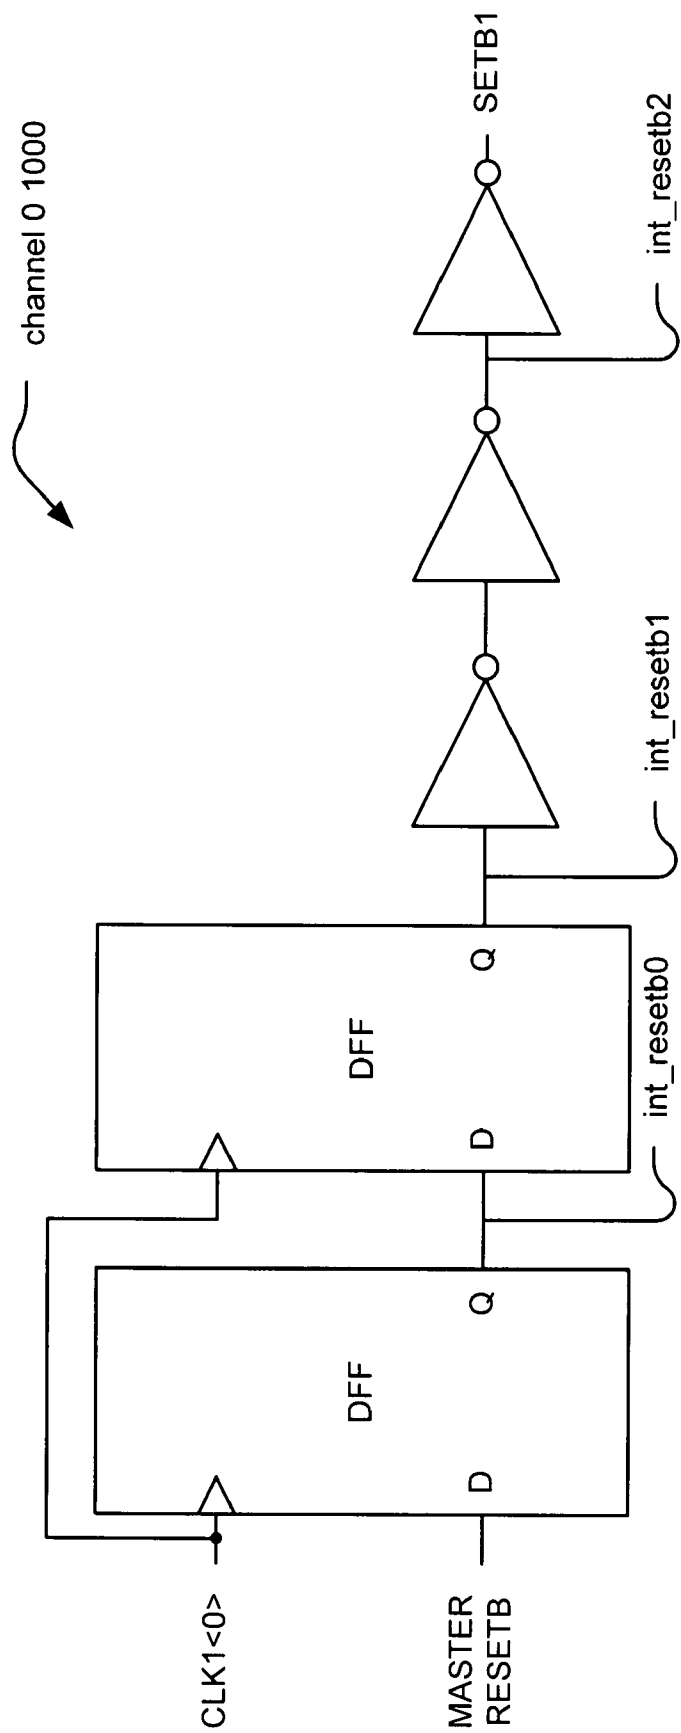 channel 0 1000
CLK1<0>
DFF
D
Q
DFF
D
Q
MASTER
RESETB
SETB1
int_resetb0
int_resetb1
int_resetb2